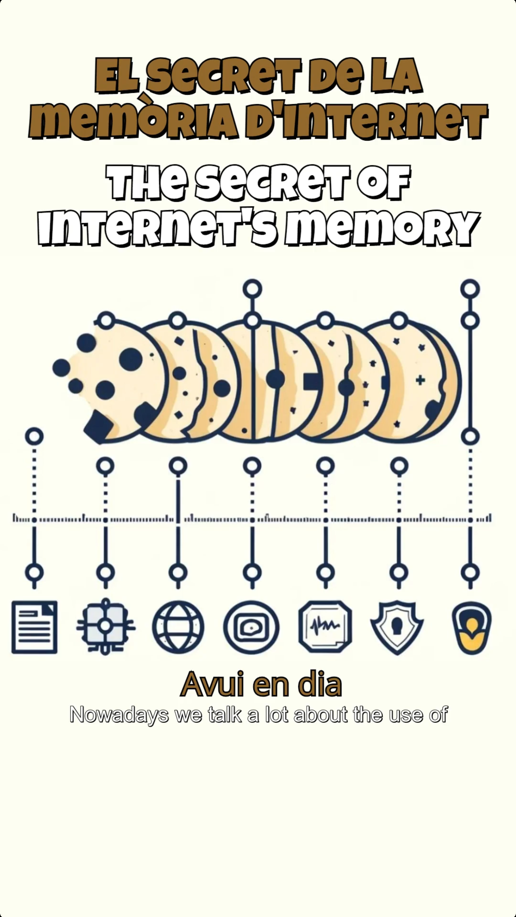 El secret de la
memòria d'internet
The secret of
Internet's memory
Avui en dia
Nowadays we talk a lot about the use of